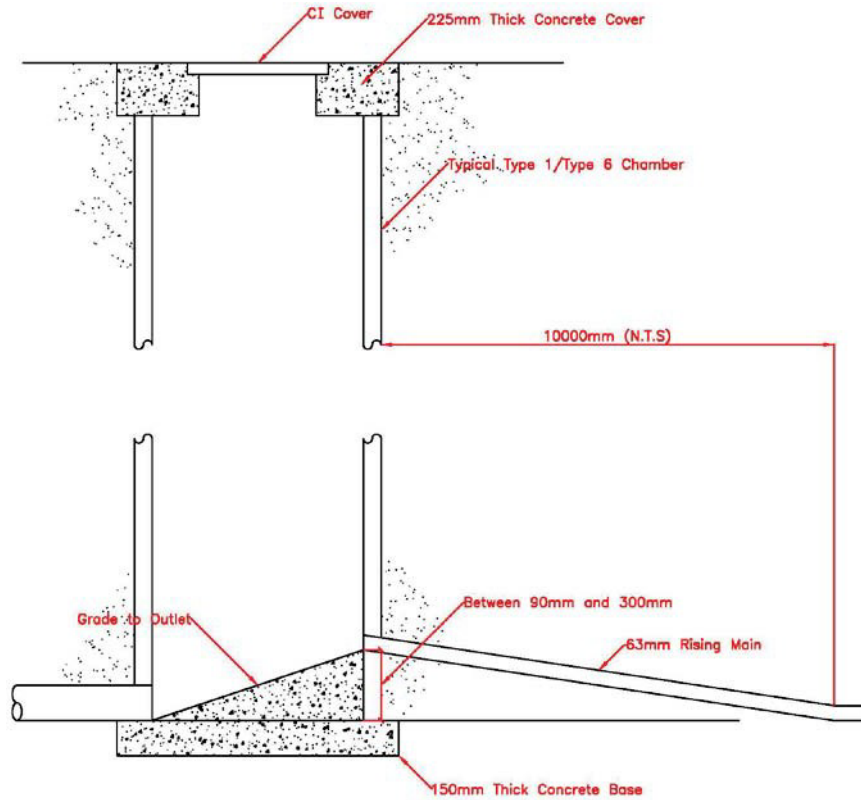 CI Cover
225mm Thick Concrete Cover
Typical Type 1/Type 6 Chamber
10000mm (N.T.S)
Between 90mm and 300mm
Grade to Outlet
63mm Rising Main
150mm Thick Concrete Base